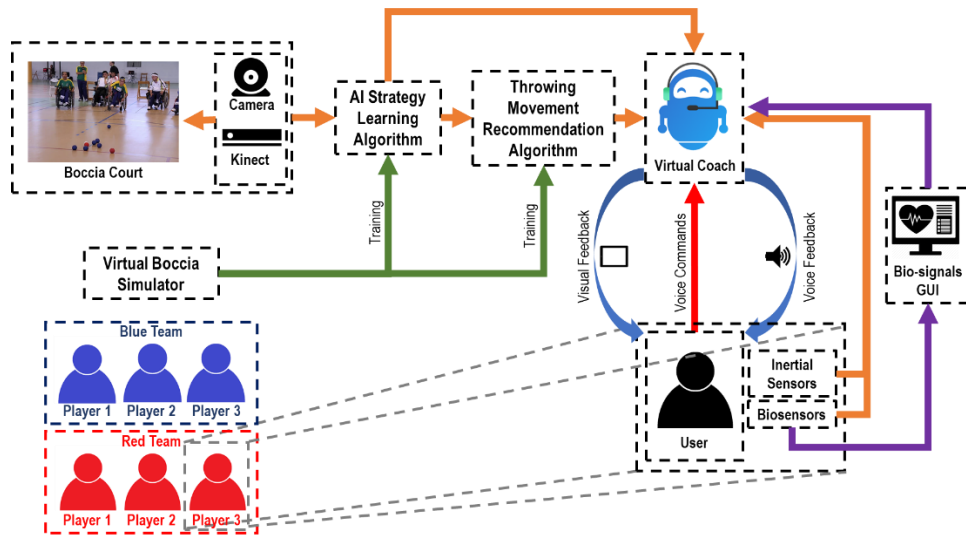 Camera
Kinect
Boccia Court
AI Strategy
Learning
Algorithm
Throwing
Movement
Recommendation
Algorithm
Virtual Coach
Training
Training
Visual Feedback
Voice Commands
Voice Feedback
Bio-signals
GUI
Virtual Boccia
Simulator
Blue Team
Player 1
Player 2
Player 3
Red Team
Player 1
Player 2
Player 3
User
Inertial
Sensors
Biosensors